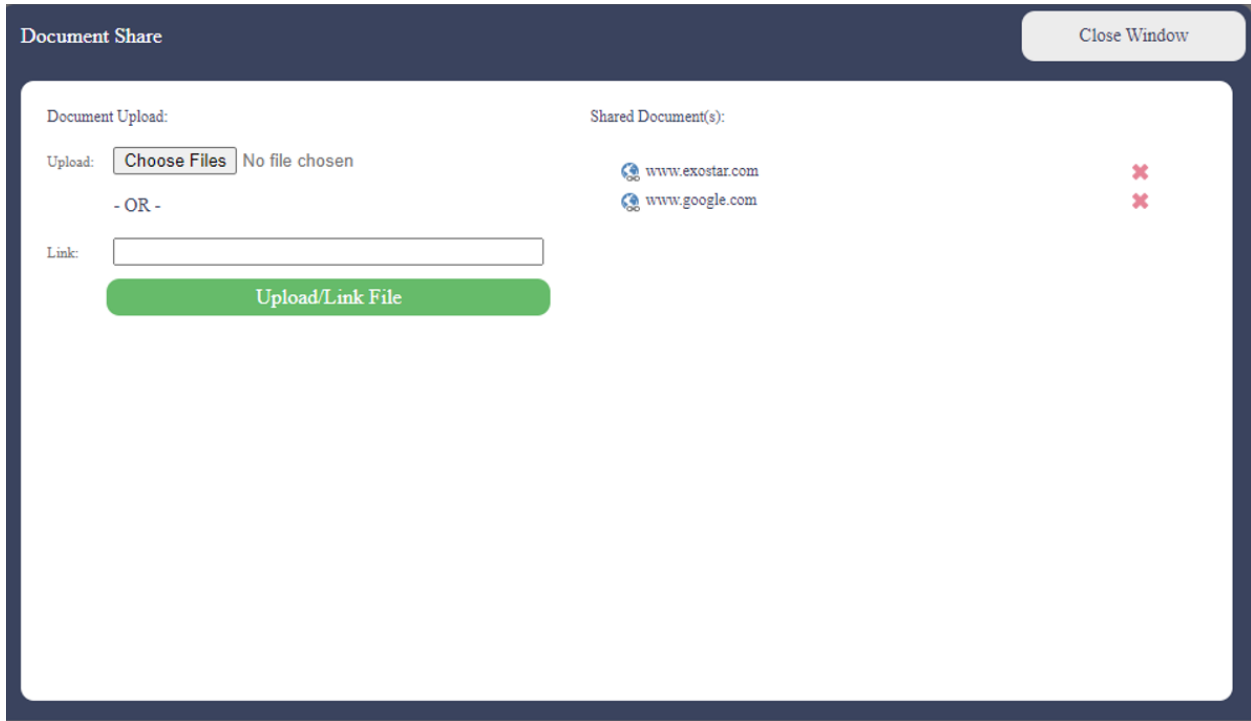 Document Share
Close Window
Document Upload:
Upload: Choose Files No file chosen
- OR -
Link:
Upload/Link File
Shared Document(s):
www.exostar.com
www.google.com